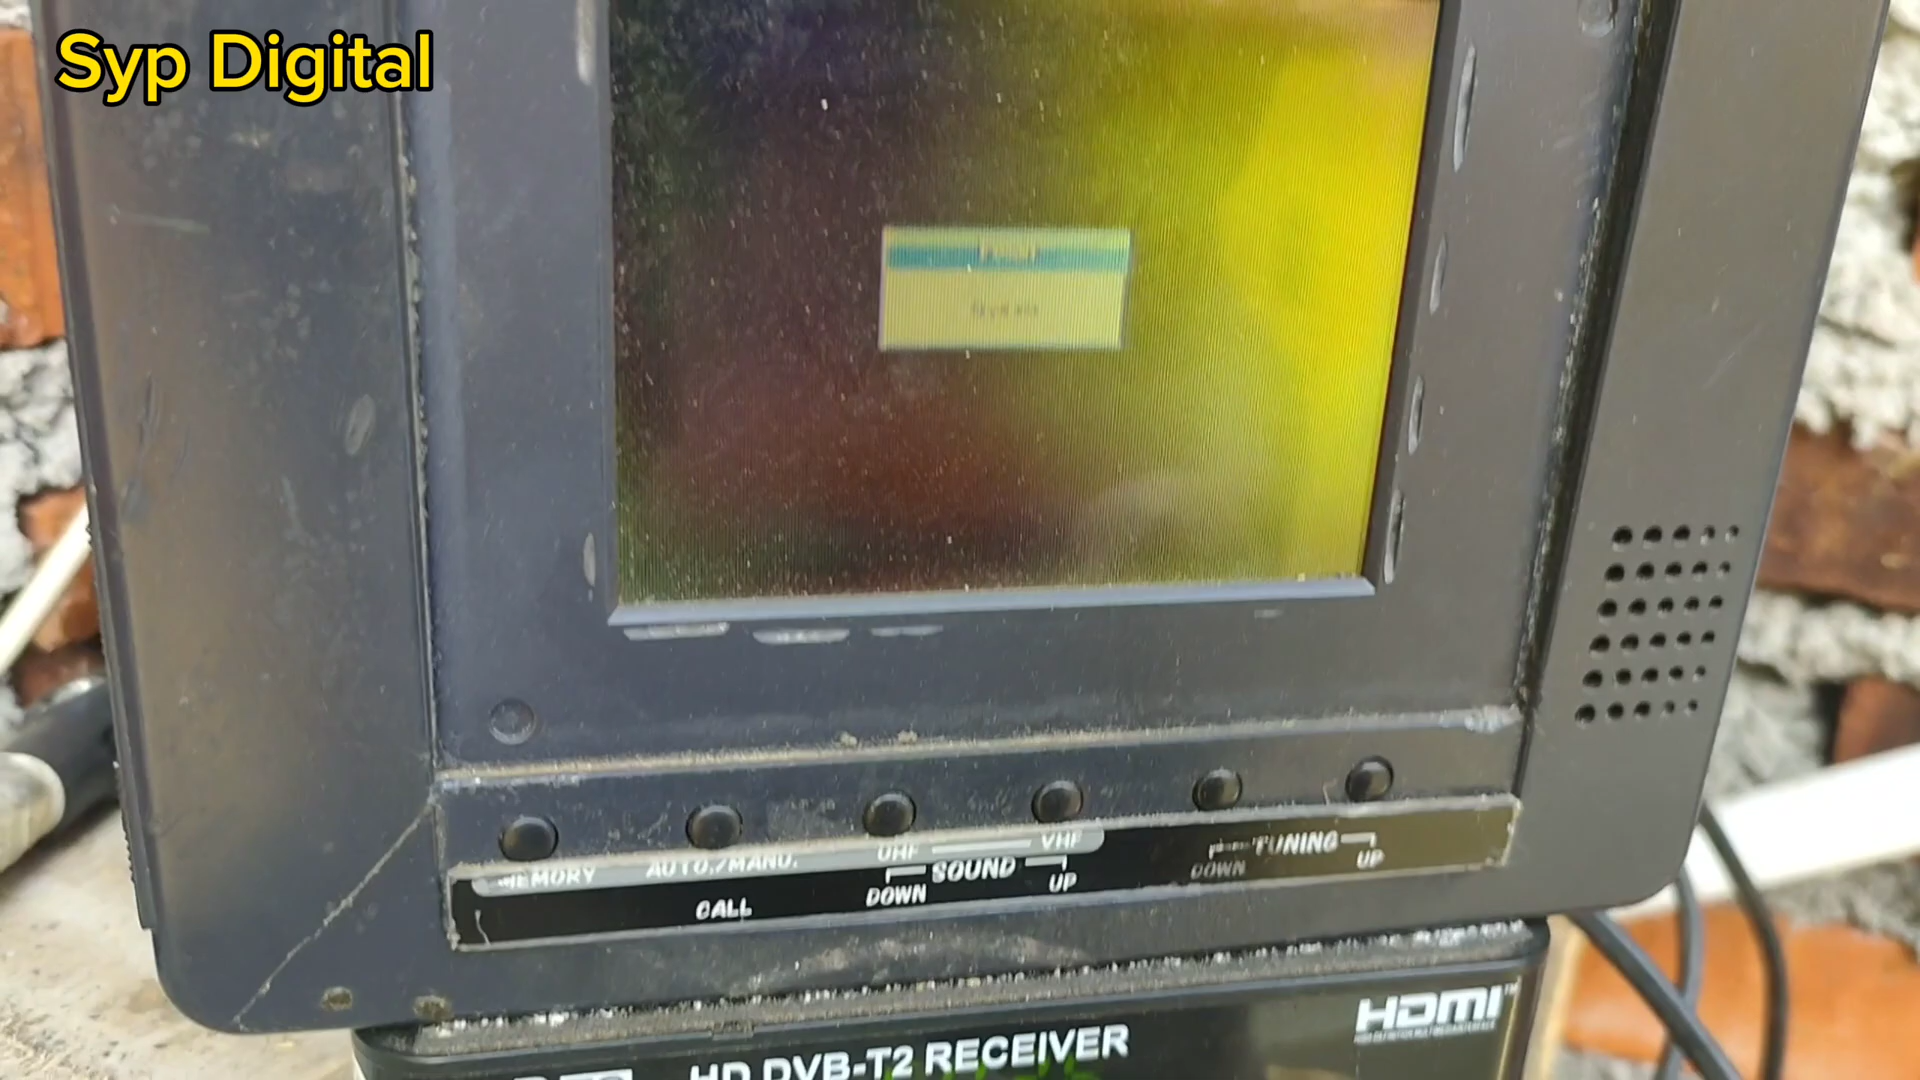 Syp Digital
MEMORY
AUTO./MANU.
UHF
VHF
CALL
DOWN
SOUND
UP
DOWN
TUNING
UP
HD DVB-T2 RECEIVER
HDMI